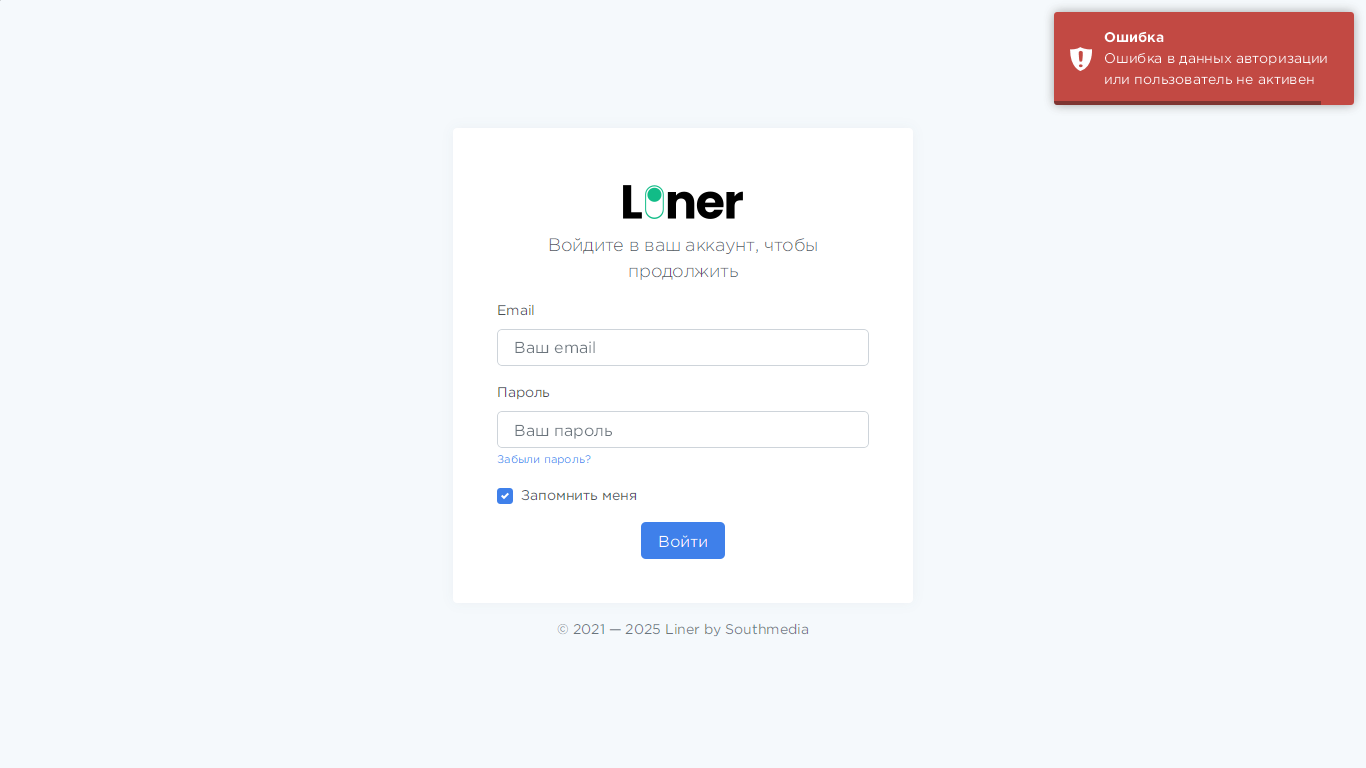 Ошибка
Ошибка в данных авторизации
или пользователь не активен
Liner
Войдите в ваш аккаунт, чтобы
продолжить
Email
Ваш email
Пароль
Ваш пароль
Забыли пароль?
Запомнить меня
Войти
© 2021 — 2025 Liner by Southmedia